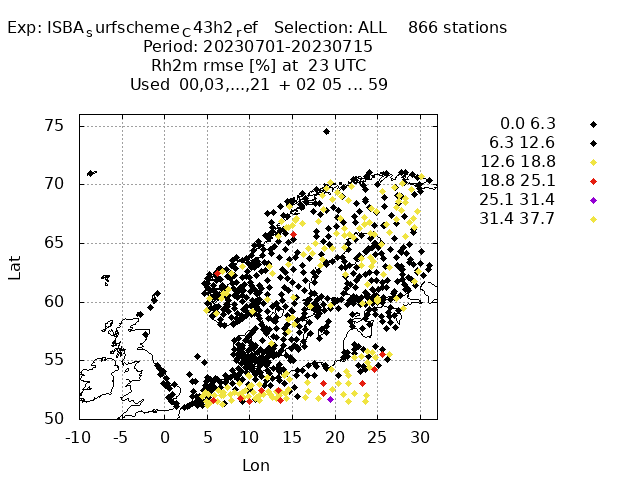 Exp: ISBAsurfschemeC43h2ref Selection: ALL 866 stations
Period: 20230701-20230715
Rh2m rmse [%] at 23 UTC
Used 00,03,...,21 + 02 05 ... 59
0.0 6.3
6.3 12.6
12.6 18.8
18.8 25.1
25.1 31.4
31.4 37.7
75
70
65
60
55
50
Lat
-10 -5 0 5 10 15 20 25 30
Lon